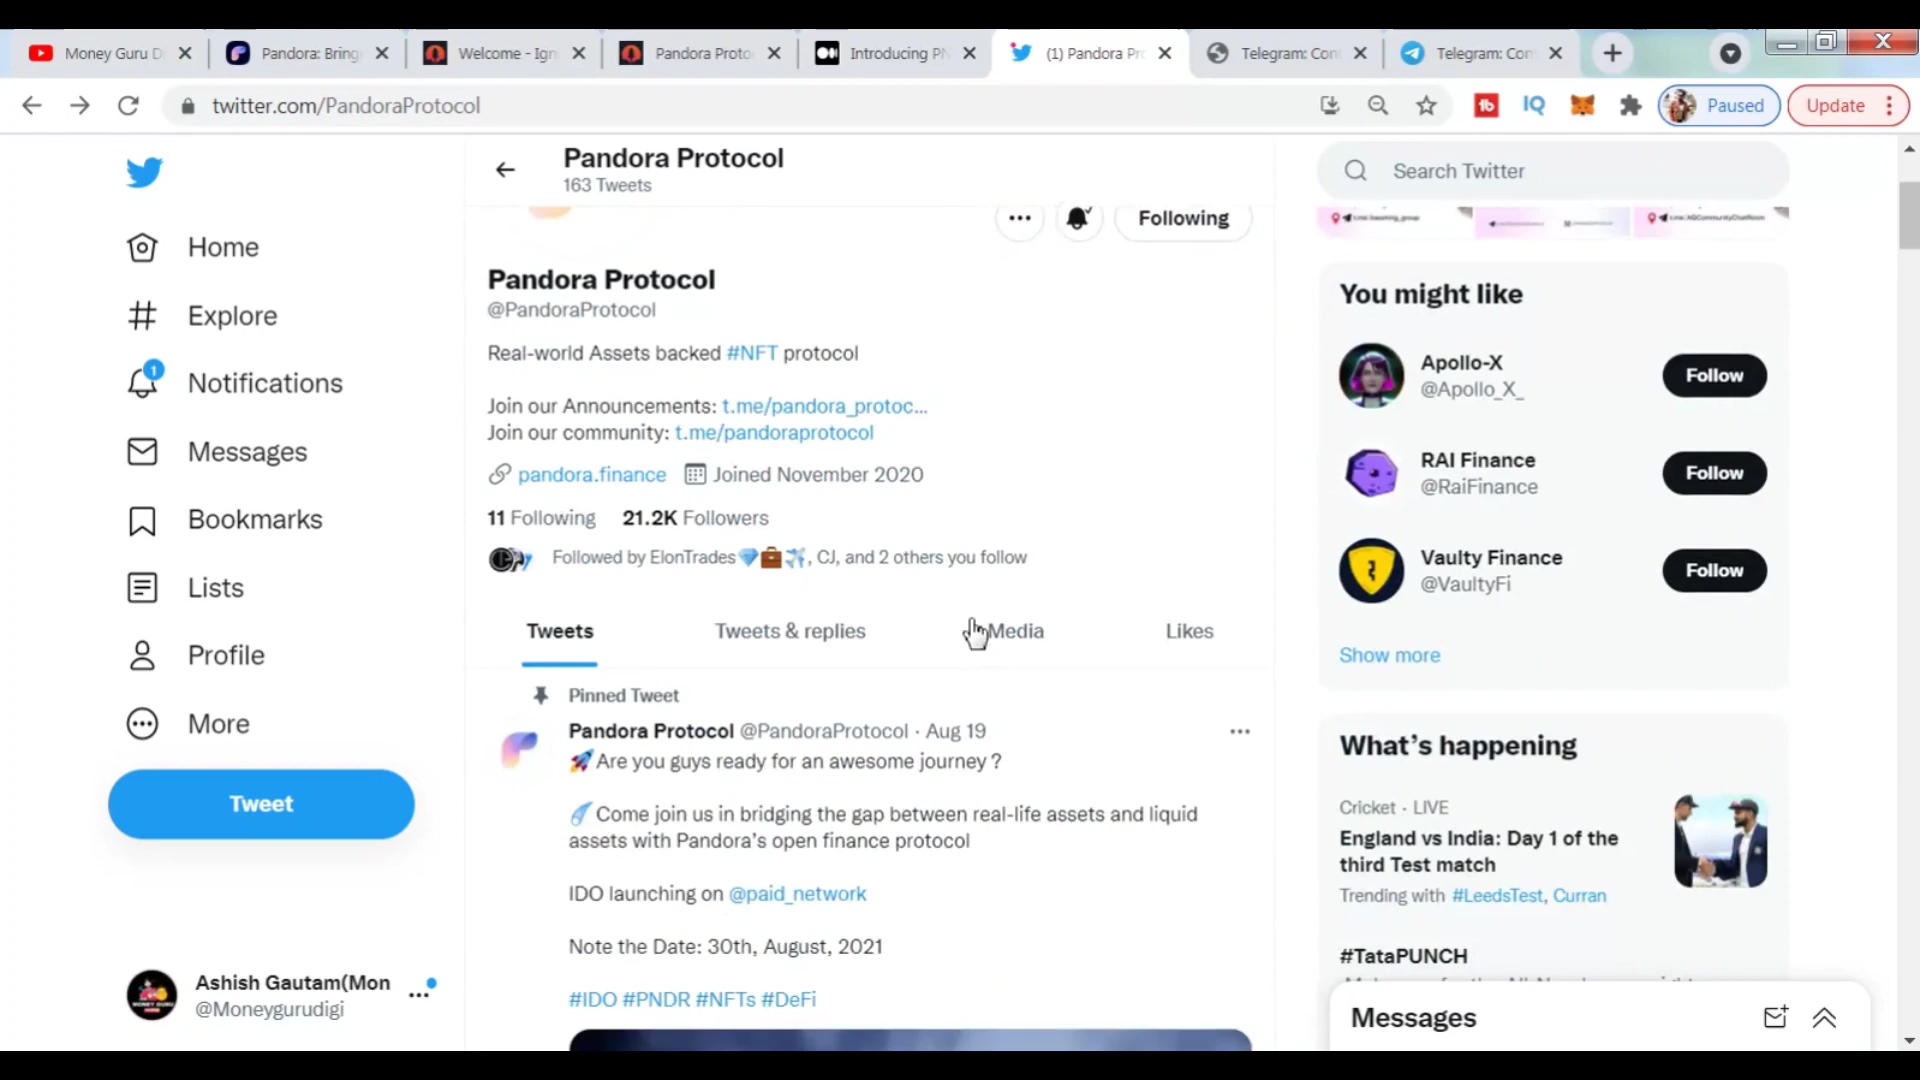 Money Guru D
Pandora: Bring
Welcome - Ign
Pandora Proto
Introducing PN
(1) Pandora Pr
Telegram: Con
Telegram: Con
twitter.com/PandoraProtocol
tb
IQ
Paused
Update
Pandora Protocol
163 Tweets
Search Twitter
Home
Explore
1
Notifications
Messages
Bookmarks
Lists
Profile
More
Tweet
Ashish Gautam(Mon
@Moneygurudigi
Following
Pandora Protocol
@PandoraProtocol
Real-world Assets backed #NFT protocol
Join our Announcements: t.me/pandora_protoc...
Join our community: t.me/pandoraprotocol
pandora.finance Joined November 2020
11 Following 21.2K Followers
Followed by ElonTrades💎💼✈️, CJ, and 2 others you follow
Tweets
Tweets & replies
Media
Likes
Pinned Tweet
Pandora Protocol @PandoraProtocol · Aug 19
🚀Are you guys ready for an awesome journey ?
☄️Come join us in bridging the gap between real-life assets and liquid
assets with Pandora's open finance protocol
IDO launching on @paid_network
Note the Date: 30th, August, 2021
#IDO #PNDR #NFTs #DeFi
You might like
Apollo-X
@Apollo_X_
Follow
RAI Finance
@RaiFinance
Follow
Vaulty Finance
@VaultyFi
Follow
Show more
What's happening
Cricket · LIVE
England vs India: Day 1 of the
third Test match
Trending with #LeedsTest, Curran
#TataPUNCH
Messages